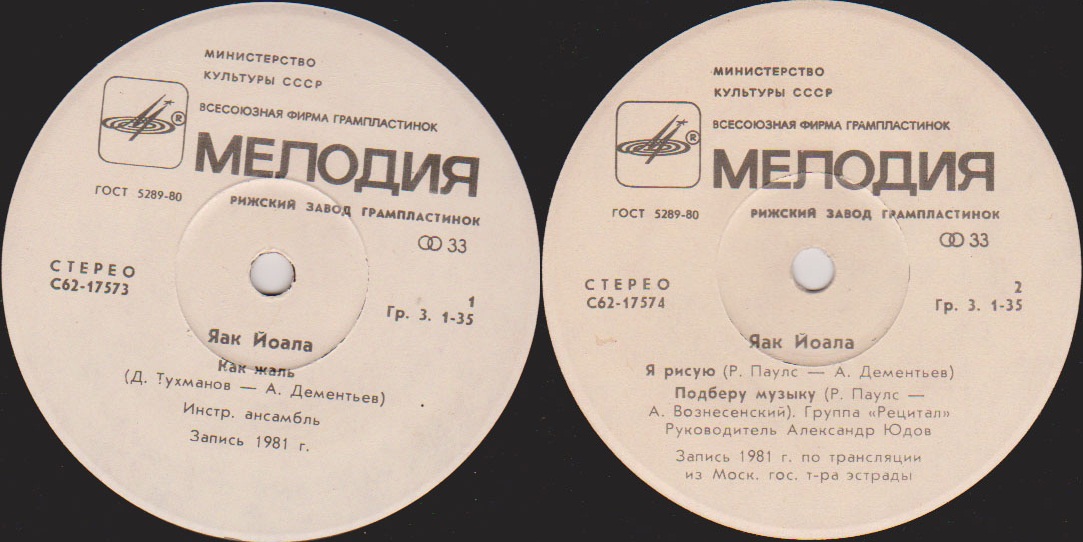 МИНИСТЕРСТВО
КУЛЬТУРЫ СССР
ВСЕСОЮЗНАЯ ФИРМА ГРАМПЛАСТИНОК
®
МЕЛОДИЯ
ГОСТ 5289-80
РИЖСКИЙ ЗАВОД ГРАМПЛАСТИНОК
33
СТЕРЕО
С62-17573
1
Гр. 3. 1-35
Яак Йоала
Как жаль
(Д. Тухманов — А. Дементьев)
Инстр. ансамбль
Запись 1981 г.
МИНИСТЕРСТВО
КУЛЬТУРЫ СССР
ВСЕСОЮЗНАЯ ФИРМА ГРАМПЛАСТИНОК
®
МЕЛОДИЯ
ГОСТ 5289-80
РИЖСКИЙ ЗАВОД ГРАМПЛАСТИНОК
33
СТЕРЕО
С62-17574
2
Гр. 3. 1-35
Яак Йоала
Я рисую (Р. Паулс — А. Дементьев)
Подберу музыку (Р. Паулс —
А. Вознесенский). Группа «Рецитал»
Руководитель Александр Юдов
Запись 1981 г. по трансляции
из Моск. гос. т-ра эстрады